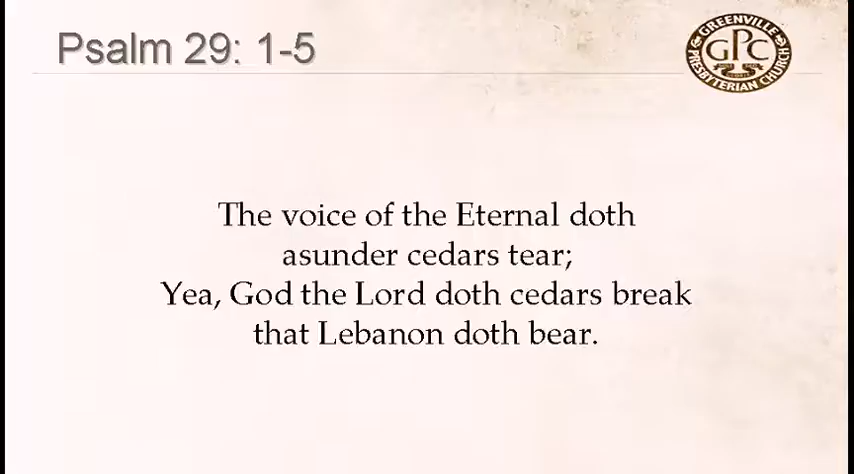 Psalm 29: 1-5
GREENVILLE
GPC
PRESBYTERIAN CHURCH
The voice of the Eternal doth
asunder cedars tear;
Yea, God the Lord doth cedars break
that Lebanon doth bear.